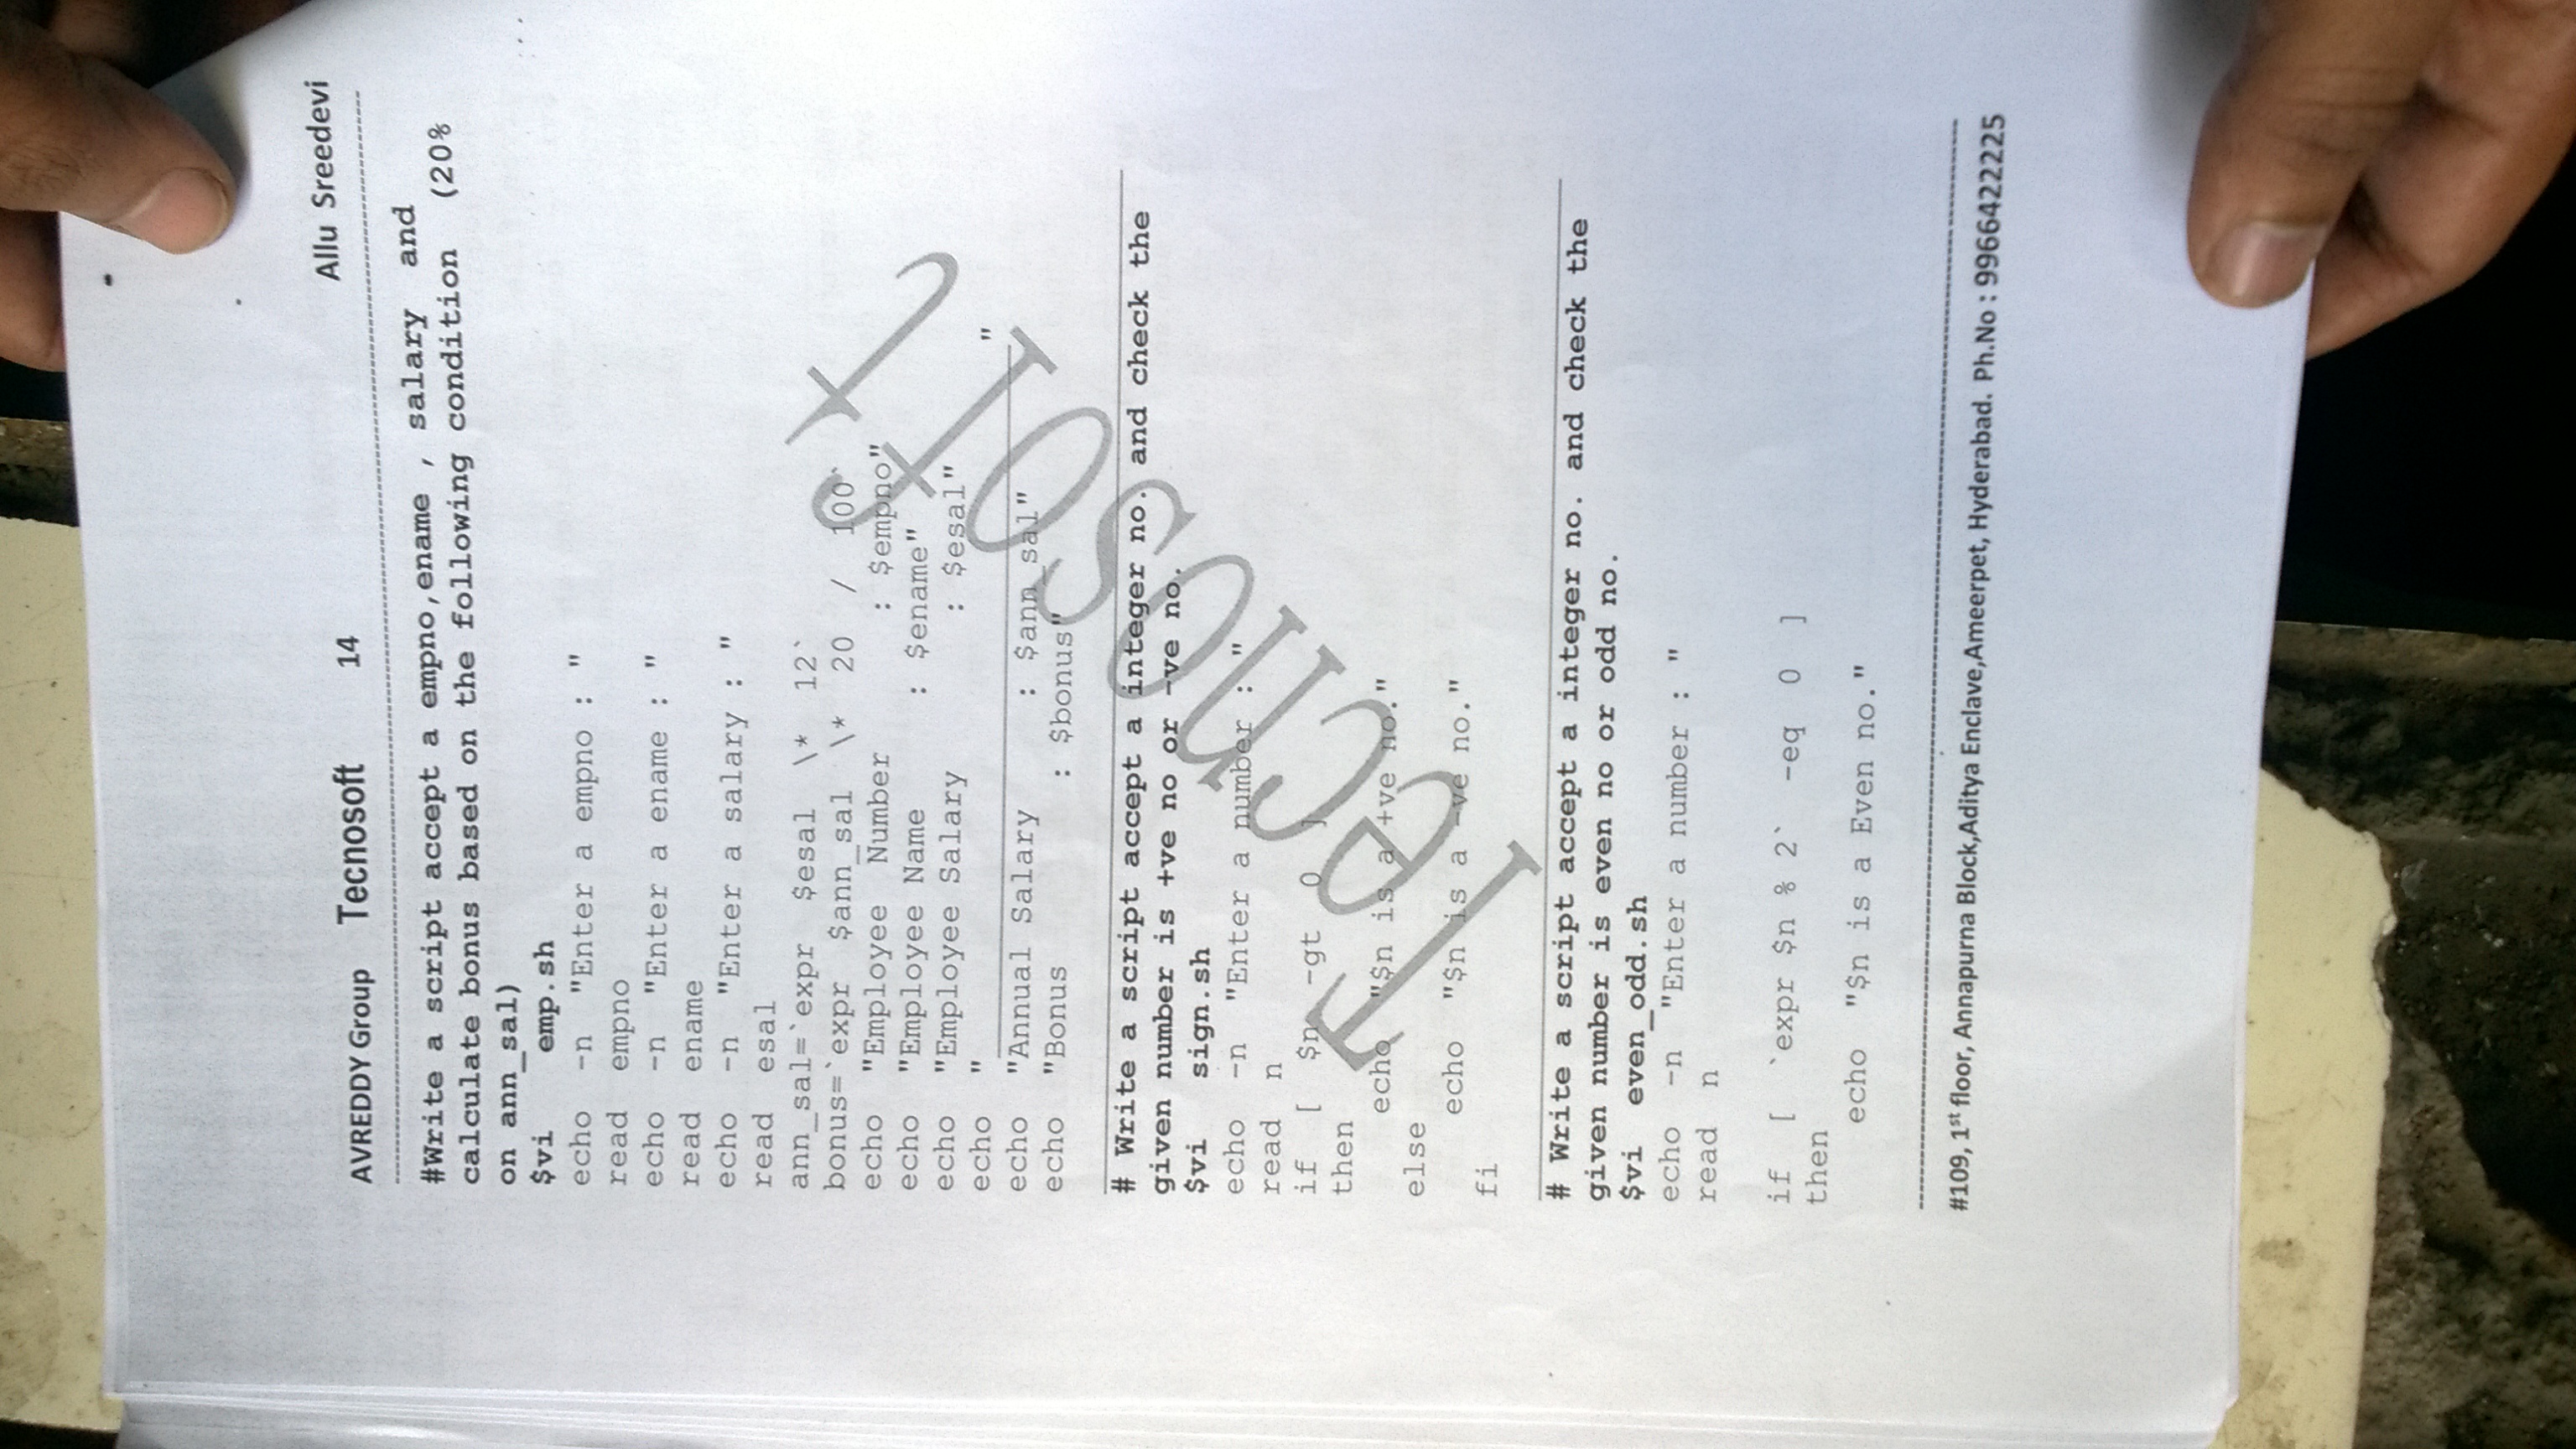 AVREDDY Group Tecnosoft 14 Allu Sreedevi
#Write a script accept a empno,ename , salary and
calculate bonus based on the following condition (20%
on ann_sal)
$vi emp.sh
echo -n "Enter a empno : "
read empno
echo -n "Enter a ename : "
read ename
echo -n "Enter a salary : "
read esal
ann_sal=`expr $esal \* 12`
bonus=`expr $ann_sal \* 20 / 100`
echo "Employee Number : $empno"
echo "Employee Name : $ename"
echo "Employee Salary : $esal"
echo "______________________________________"
echo "Annual Salary : $ann_sal"
echo "Bonus : $bonus"
# Write a script accept a integer no. and check the
given number is +ve no or -ve no.
$vi sign.sh
echo -n "Enter a number : "
read n
if [ $n -gt 0 ]
then
echo "$n is a +ve no."
else
echo "$n is a -ve no."
fi
# Write a script accept a integer no. and check the
given number is even no or odd no.
$vi even_odd.sh
echo -n "Enter a number : "
read n
if [ `expr $n % 2` -eq 0 ]
then
echo "$n is a Even no."
#109, 1st floor, Annapurna Block,Aditya Enclave,Ameerpet, Hyderabad. Ph.No : 9966422225
Tecnosoft